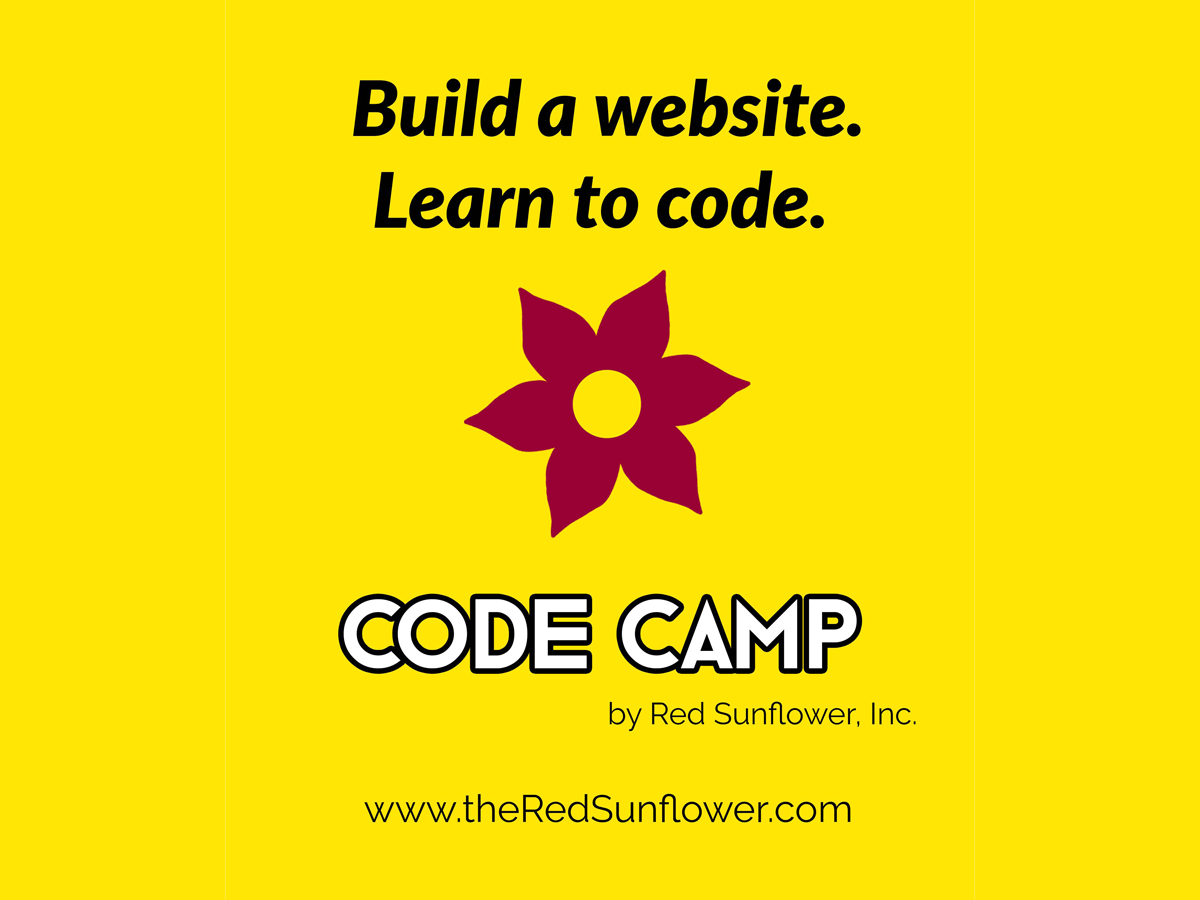 Build a website.
Learn to code.
CODE CAMP
by Red Sunflower, Inc.
www.theRedSunflower.com